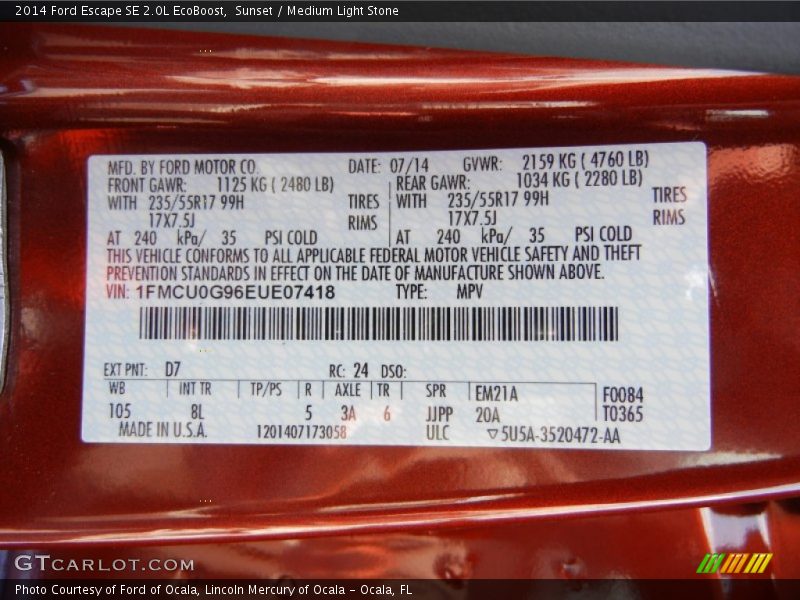 2014 Ford Escape SE 2.0L EcoBoost,  Sunset / Medium Light Stone
MFD. BY FORD MOTOR CO. DATE: 07/14 GVWR: 2159 KG ( 4760 LB)
FRONT GAWR: 1125 KG ( 2480 LB) REAR GAWR: 1034 KG ( 2280 LB)
WITH 235/55R17 99H TIRES WITH 235/55R17 99H TIRES
17X7.5J RIMS 17X7.5J RIMS
AT 240 kPa/ 35 PSI COLD AT 240 kPa/ 35 PSI COLD
THIS VEHICLE CONFORMS TO ALL APPLICABLE FEDERAL MOTOR VEHICLE SAFETY AND THEFT
PREVENTION STANDARDS IN EFFECT ON THE DATE OF MANUFACTURE SHOWN ABOVE.
VIN: 1FMCU0G96EUE07418 TYPE: MPV
EXT PNT: D7 RC: 24 DSO:
WB INT TR TP/PS R AXLE TR SPR EM21A F0084
105 8L 5 3A 6 JJPP 20A T0365
MADE IN U.S.A. 1201407173058 ULC ▽5U5A-3520472-AA
GTCARLOT.COM
Photo Courtesy of Ford of Ocala, Lincoln Mercury of Ocala - Ocala, FL